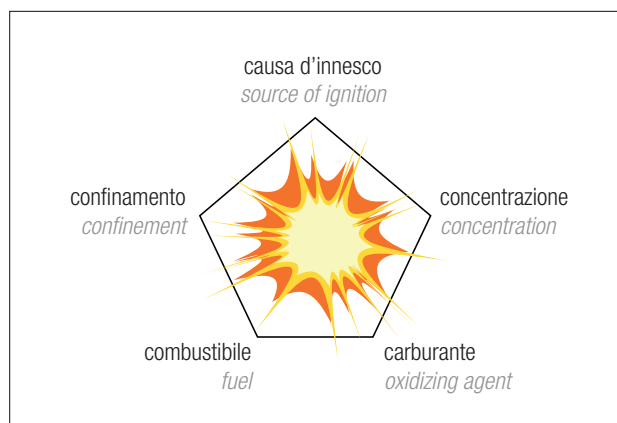 causa d'innesco
source of ignition
confinamento
confinement
concentrazione
concentration
combustibile
fuel
carburante
oxidizing agent